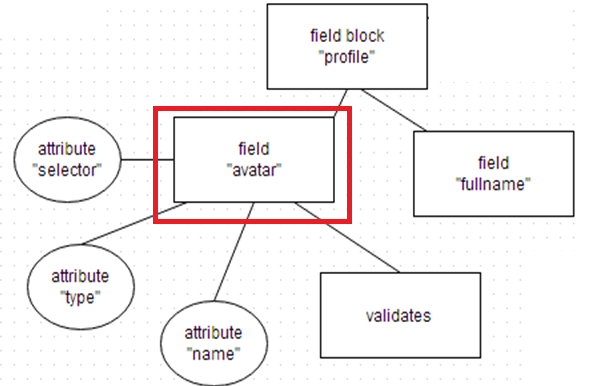 field block
"profile"
field
"avatar"
attribute
"selector"
field
"fullname"
attribute
"type"
validates
attribute
"name"